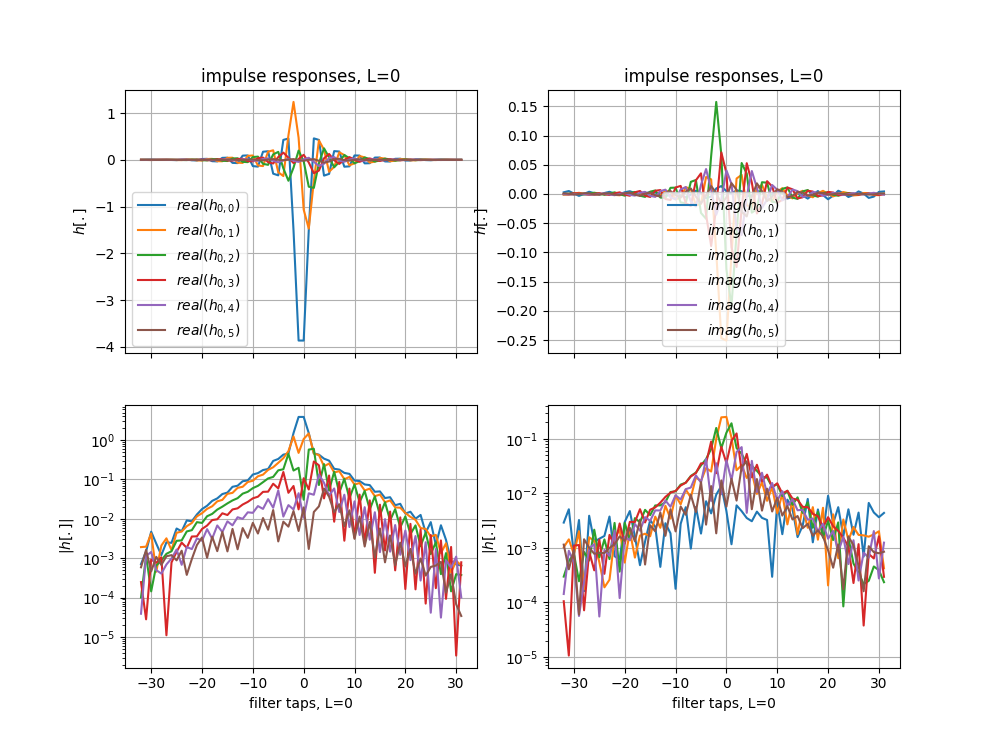 impulse responses, L=0
1
0
−1
−2
−3
−4
h[.]
real(h0,0)
real(h0,1)
real(h0,2)
real(h0,3)
real(h0,4)
real(h0,5)
impulse responses, L=0
0.15
0.10
0.05
0.00
−0.05
−0.10
−0.15
−0.20
−0.25
h[.]
imag(h0,0)
imag(h0,1)
imag(h0,2)
imag(h0,3)
imag(h0,4)
imag(h0,5)
10^0
10^−1
10^−2
10^−3
10^−4
10^−5
|h[.]|
−30 −20 −10 0 10 20 30
filter taps, L=0
10^−1
10^−2
10^−3
10^−4
10^−5
|h[.]|
−30 −20 −10 0 10 20 30
filter taps, L=0